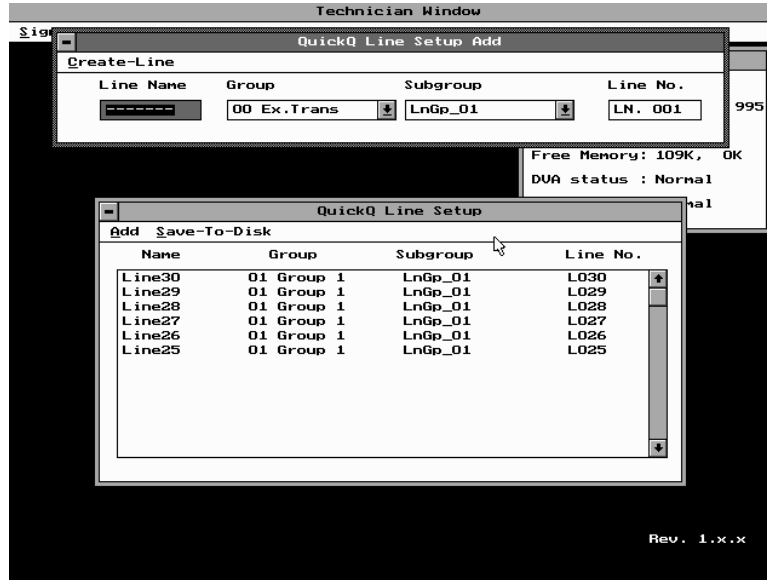 Technician Window
Sig
QuickQ Line Setup Add
Create-Line
Line Name Group Subgroup Line No.
------- 00 Ex.Trans LnGp_01 LN. 001
995
Free Memory: 109K, OK
DVA status : Normal
mal
QuickQ Line Setup
Add Save-To-Disk
Name Group Subgroup Line No.
Line30 01 Group 1 LnGp_01 L030
Line29 01 Group 1 LnGp_01 L029
Line28 01 Group 1 LnGp_01 L028
Line27 01 Group 1 LnGp_01 L027
Line26 01 Group 1 LnGp_01 L026
Line25 01 Group 1 LnGp_01 L025
Rev. 1.x.x